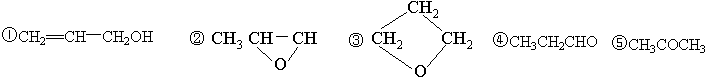 ①CH₂=CH—CH₂OH ② CH₃ CH—CH O ③ CH₂ CH₂ CH₂ O ④CH₃CH₂CHO ⑤CH₃COCH₃